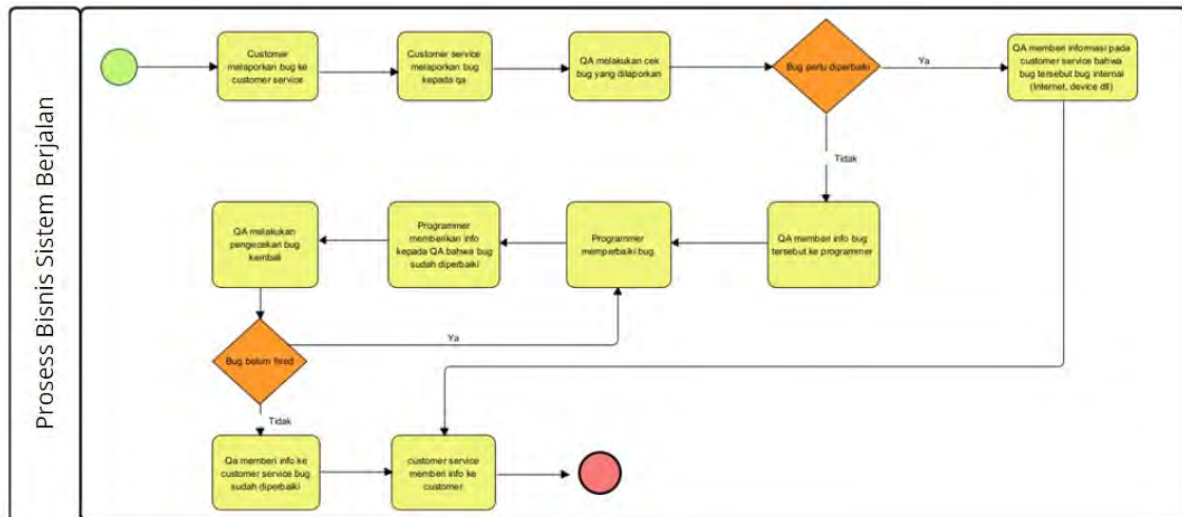 Prosess Bisnis Sistem Berjalan
Customer
melaporkan bug ke
customer service
Customer service
melaporkan bug
kepada qa
QA melakukan cek
bug yang dilaporkan
Bug perlu diperbaiki
Ya
QA memberi informasi pada
customer service bahwa
bug tersebut bug internal
(Internet, device dll)
Tidak
QA melakukan
pengecekan bug
kembali
Programmer
memberikan info
kepada QA bahwa bug
sudah diperbaiki
Programmer
memperbaiki bug
QA memberi info bug
tersebut ke programmer
Ya
Bug belum fixed
Tidak
Qa memberi info ke
customer service bug
sudah diperbaiki
customer service
memberi info ke
customer